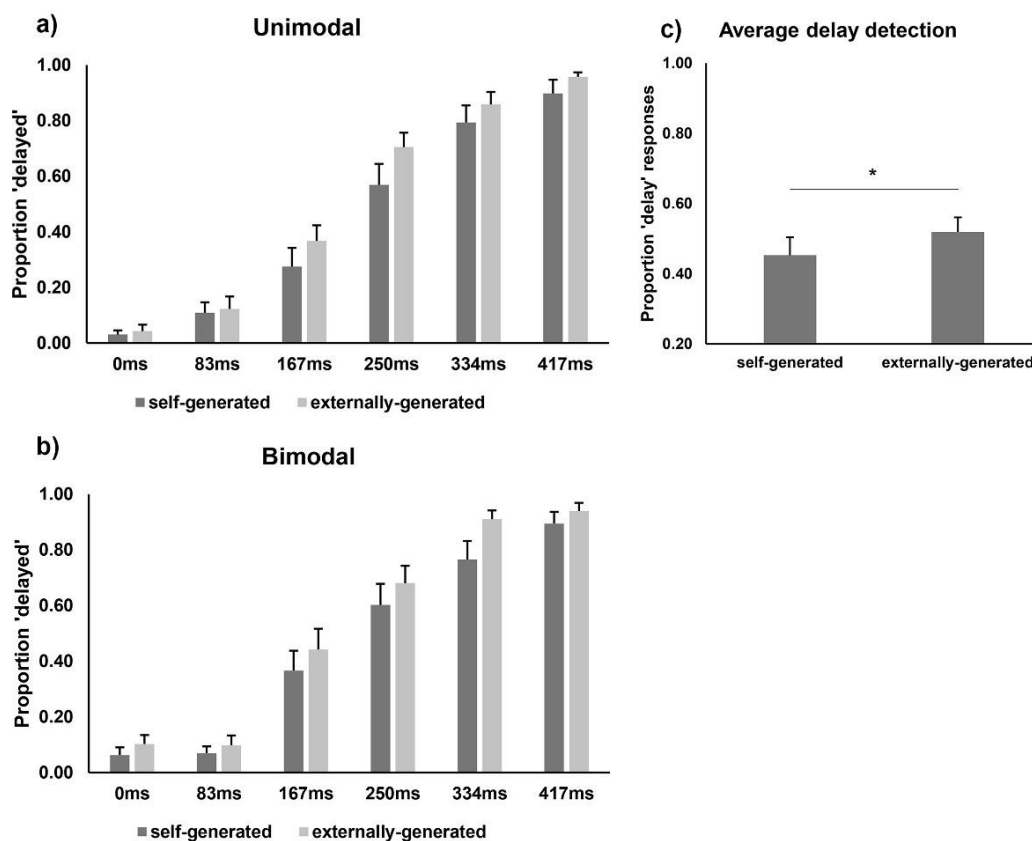 a)
Unimodal
Proportion 'delayed'
1.00
0.80
0.60
0.40
0.20
0.00
0ms 83ms 167ms 250ms 334ms 417ms
self-generated externally-generated
b)
Bimodal
Proportion 'delayed'
1.00
0.80
0.60
0.40
0.20
0.00
0ms 83ms 167ms 250ms 334ms 417ms
self-generated externally-generated
c) Average delay detection
Proportion 'delay' responses
1.00
0.80
0.60
0.40
0.20
*
self-generated externally-generated